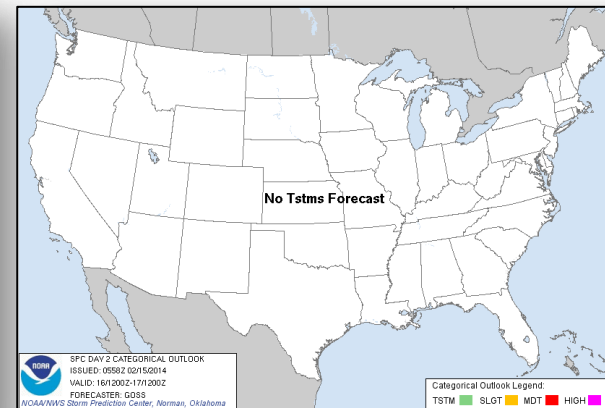 No Tstms Forecast
NOAA
SPC DAY 2 CATEGORICAL OUTLOOK
ISSUED: 0558Z 02/15/2014
VALID: 16/1200Z-17/1200Z
FORECASTER: GOSS
NOAA/NWS Storm Prediction Center, Norman, Oklahoma
Categorical Outlook Legend:
TSTM SLGT MDT HIGH